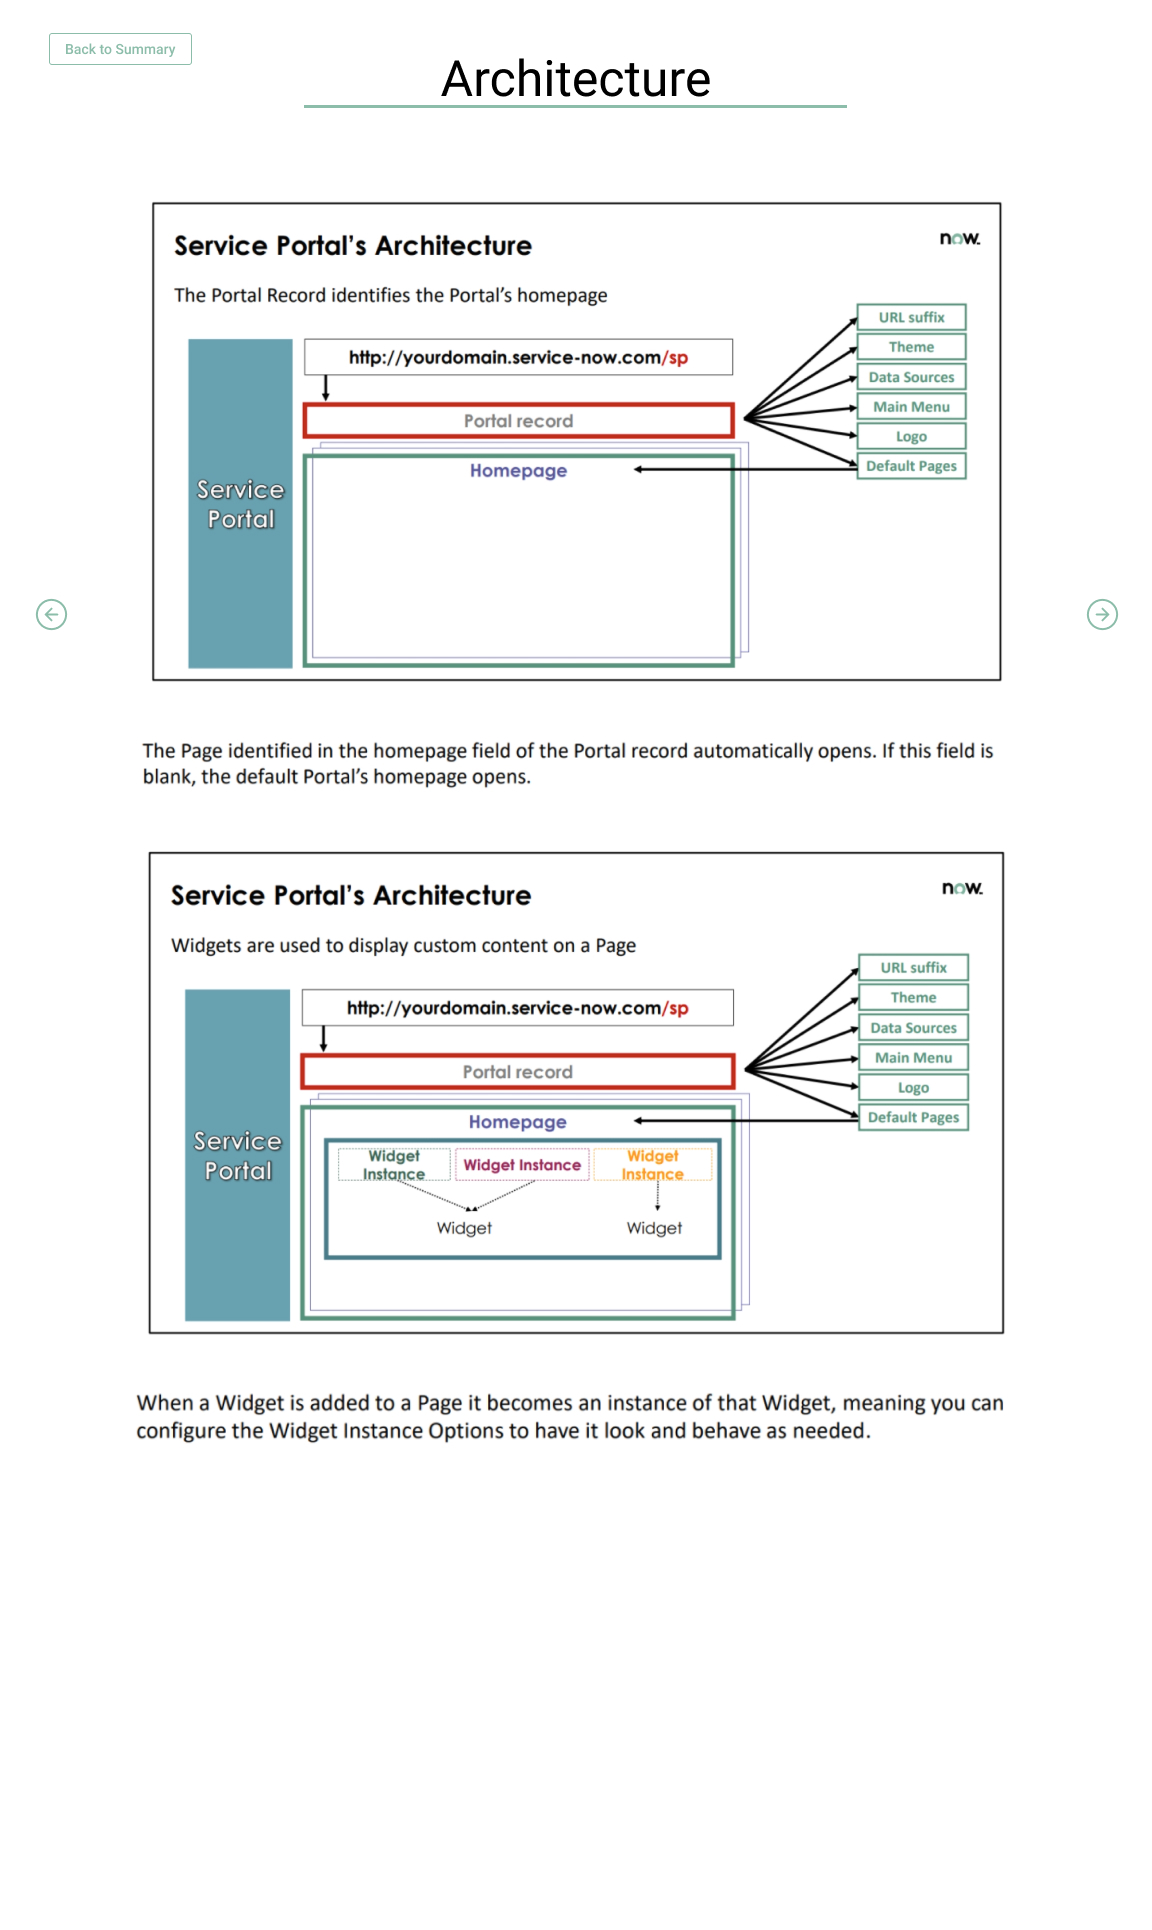 Back to Summary
Architecture
Service Portal's Architecture
now.
The Portal Record identifies the Portal's homepage
URL suffix
http://yourdomain.service-now.com/sp
Theme
Data Sources
Main Menu
Portal record
Logo
Default Pages
Homepage
Service
Portal
The Page identified in the homepage field of the Portal record automatically opens. If this field is
blank, the default Portal's homepage opens.
Service Portal's Architecture
now.
Widgets are used to display custom content on a Page
URL suffix
http://yourdomain.service-now.com/sp
Theme
Data Sources
Main Menu
Portal record
Logo
Default Pages
Homepage
Service
Portal
Widget
Instance
Widget Instance
Widget
Instance
Widget
Widget
When a Widget is added to a Page it becomes an instance of that Widget, meaning you can
configure the Widget Instance Options to have it look and behave as needed.